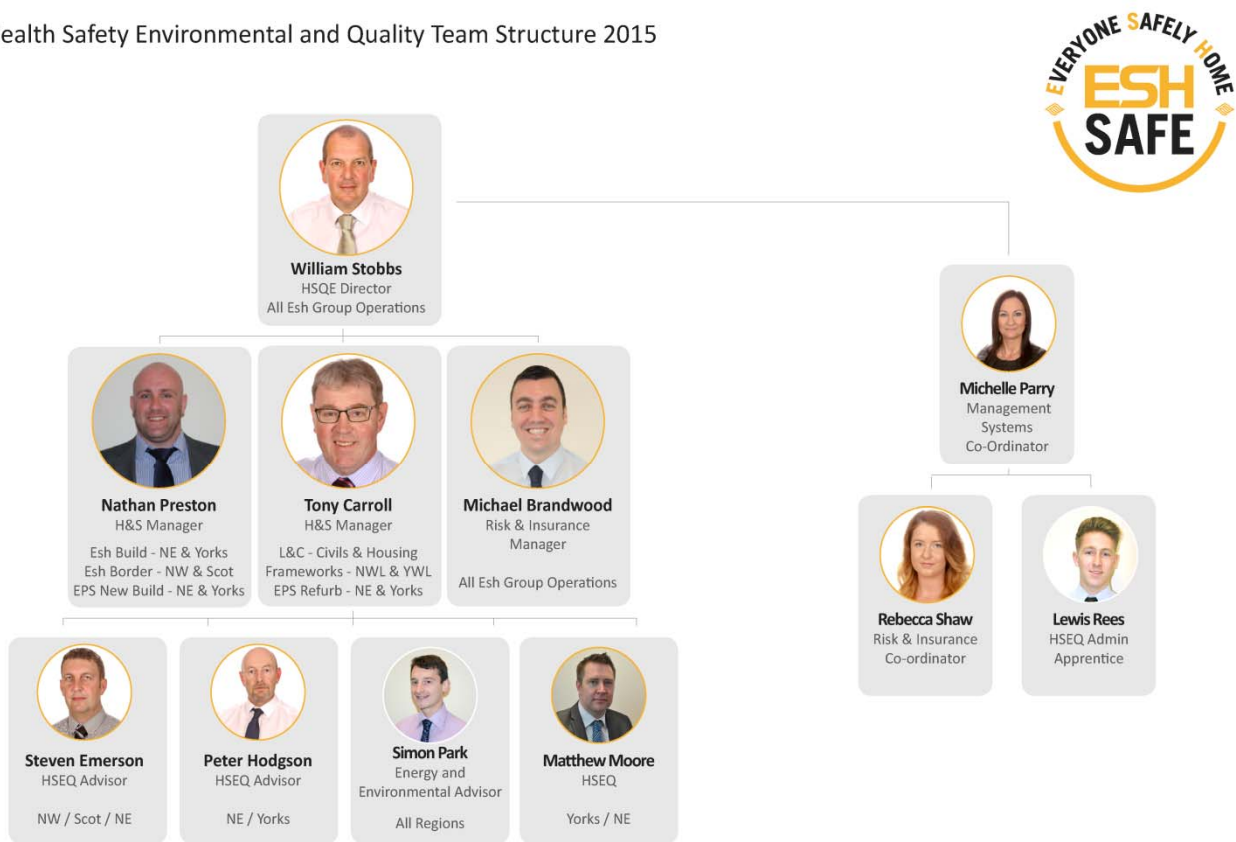 ealth Safety Environmental and Quality Team Structure 2015
EVERYONE SAFELY HOME
ESH
SAFE
William Stobbs
HSQE Director
All Esh Group Operations
Nathan Preston
H&S Manager
Esh Build - NE & Yorks
Esh Border - NW & Scot
EPS New Build - NE & Yorks
Tony Carroll
H&S Manager
L&C - Civils & Housing
Frameworks - NWL & YWL
EPS Refurb - NE & Yorks
Michael Brandwood
Risk & Insurance
Manager
All Esh Group Operations
Michelle Parry
Management
Systems
Co-Ordinator
Rebecca Shaw
Risk & Insurance
Co-ordinator
Lewis Rees
HSEQ Admin
Apprentice
Steven Emerson
HSEQ Advisor
NW / Scot / NE
Peter Hodgson
HSEQ Advisor
NE / Yorks
Simon Park
Energy and
Environmental Advisor
All Regions
Matthew Moore
HSEQ
Yorks / NE